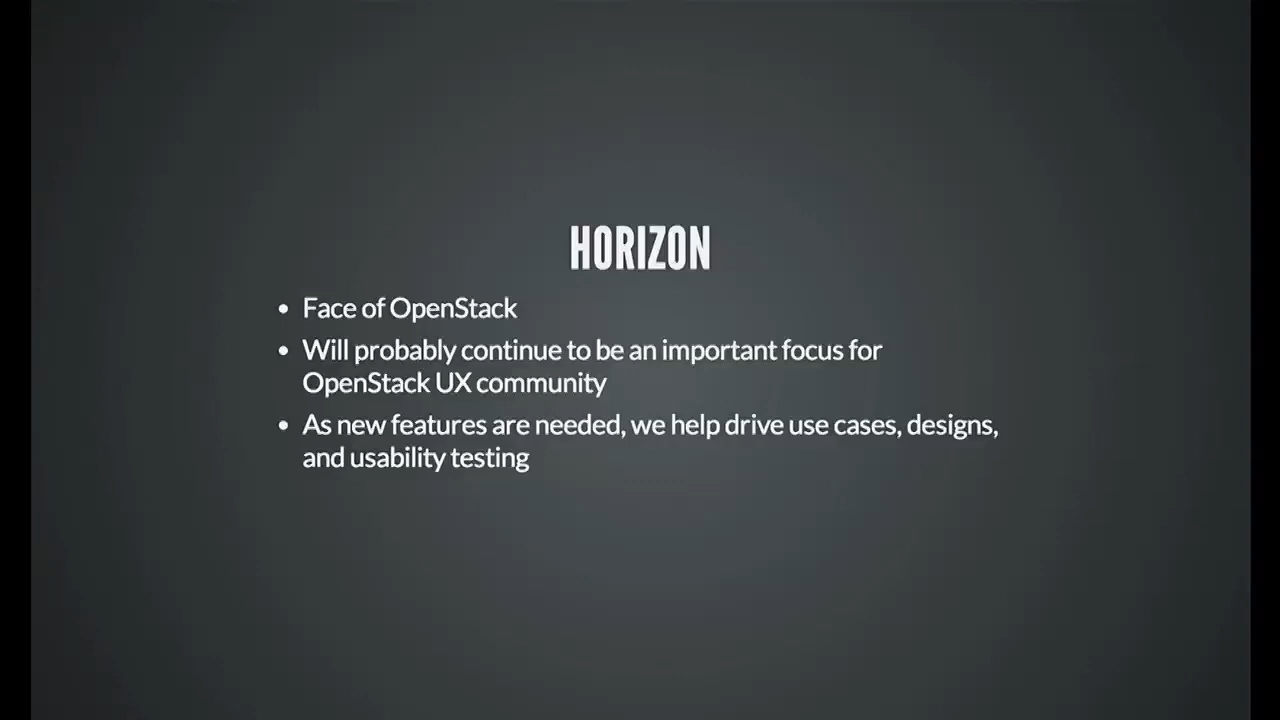 HORIZON
• Face of OpenStack
• Will probably continue to be an important focus for
OpenStack UX community
• As new features are needed, we help drive use cases, designs,
and usability testing